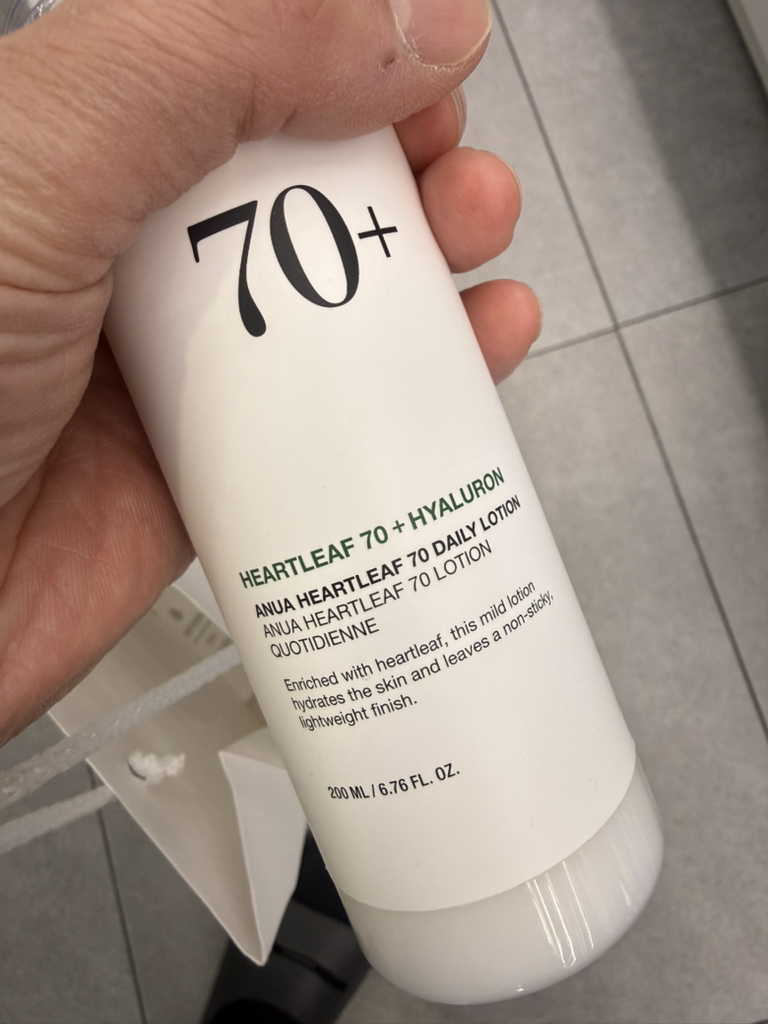 70+
HEARTLEAF 70 + HYALURON
ANUA HEARTLEAF 70 DAILY LOTION
ANUA HEARTLEAF 70 LOTION
QUOTIDIENNE
Enriched with heartleaf, this mild lotion
hydrates the skin and leaves a non-sticky,
lightweight finish.
200 ML / 6.76 FL. OZ.